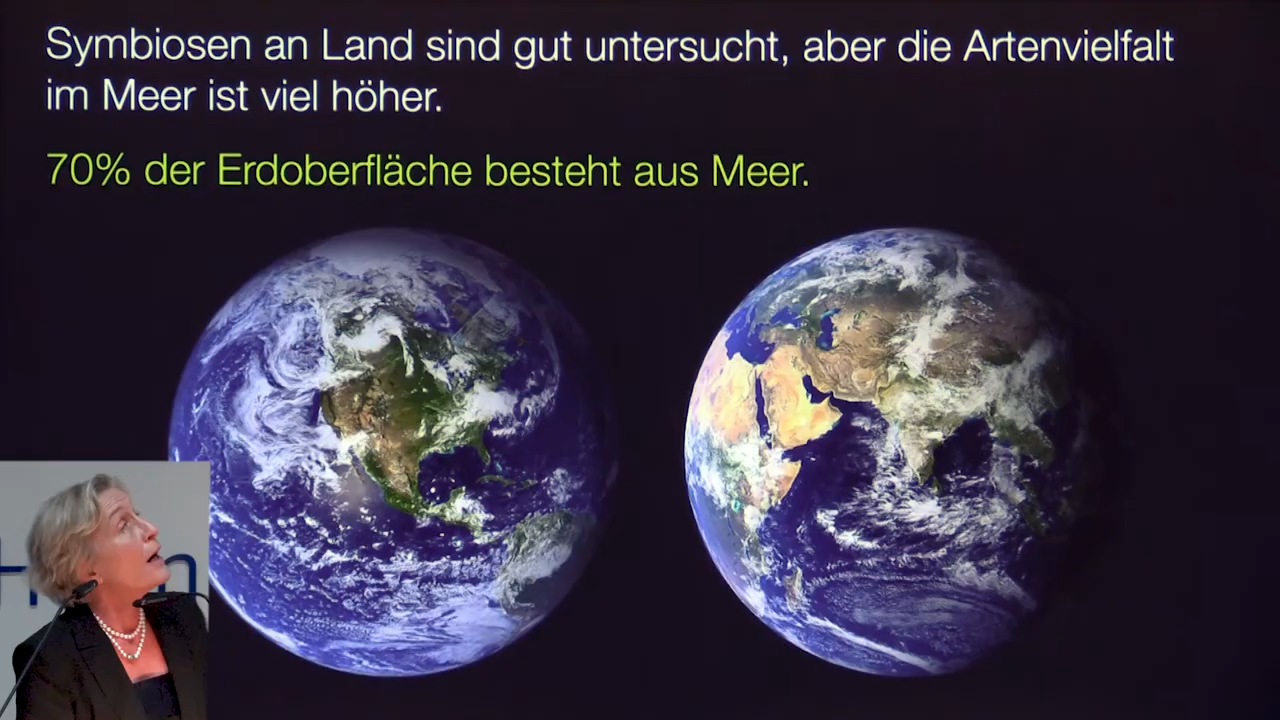 Symbiosen an Land sind gut untersucht, aber die Artenvielfalt
im Meer ist viel höher.
70% der Erdoberfläche besteht aus Meer.